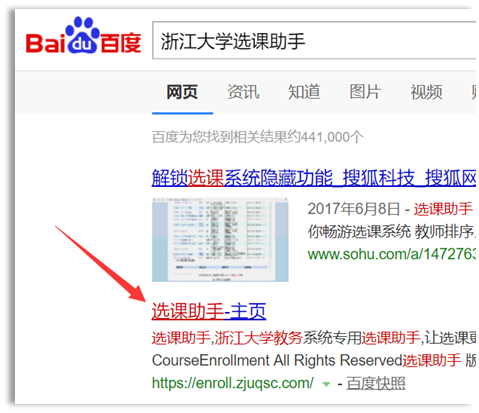 Bai du 百度
浙江大学选课助手
网页 资讯 知道 图片 视频
百度为您找到相关结果约441,000个
解锁选课系统隐藏功能_搜狐科技_搜狐网
2017年6月8日 - 选课助手
你畅游选课系统 教师排序
www.sohu.com/a/1472763
选课助手-主页
选课助手,浙江大学教务系统专用选课助手,让选课更
CourseEnrollment All Rights Reserved选课助手 版
https://enroll.zjuqsc.com/ - 百度快照